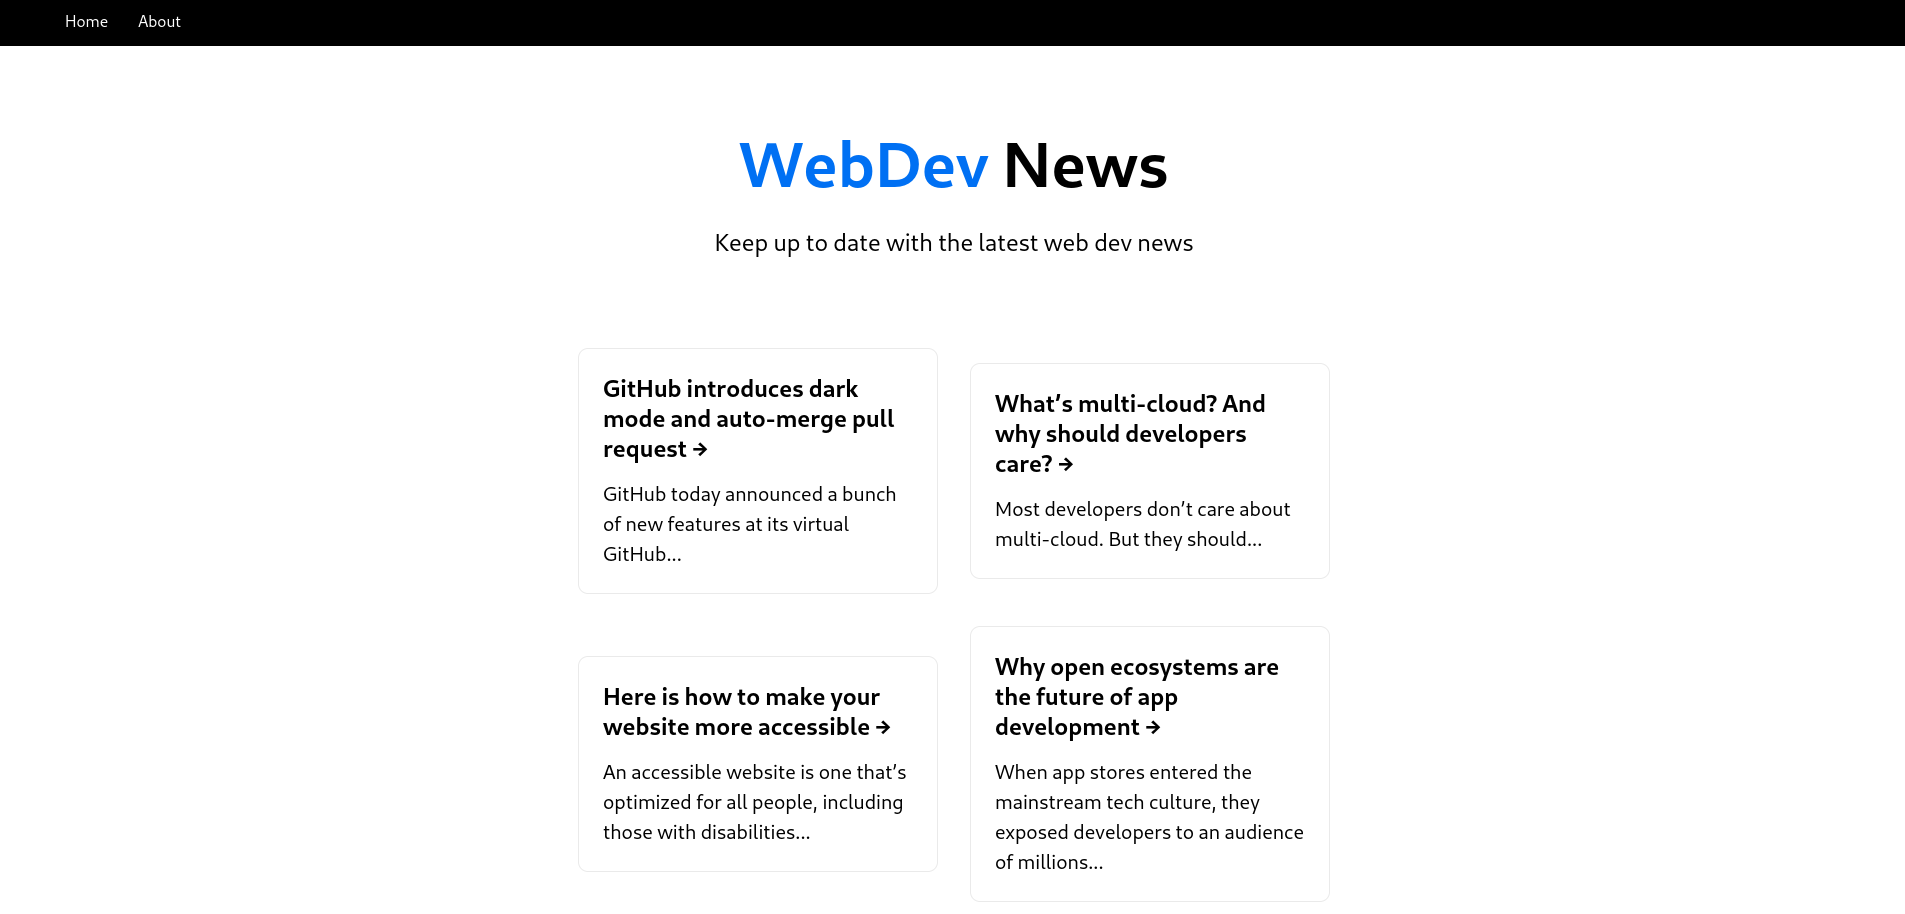 Home About
WebDev News
Keep up to date with the latest web dev news
GitHub introduces dark
mode and auto-merge pull
request →
GitHub today announced a bunch
of new features at its virtual
GitHub...
What’s multi-cloud? And
why should developers
care? →
Most developers don’t care about
multi-cloud. But they should...
Here is how to make your
website more accessible →
An accessible website is one that’s
optimized for all people, including
those with disabilities...
Why open ecosystems are
the future of app
development →
When app stores entered the
mainstream tech culture, they
exposed developers to an audience
of millions...